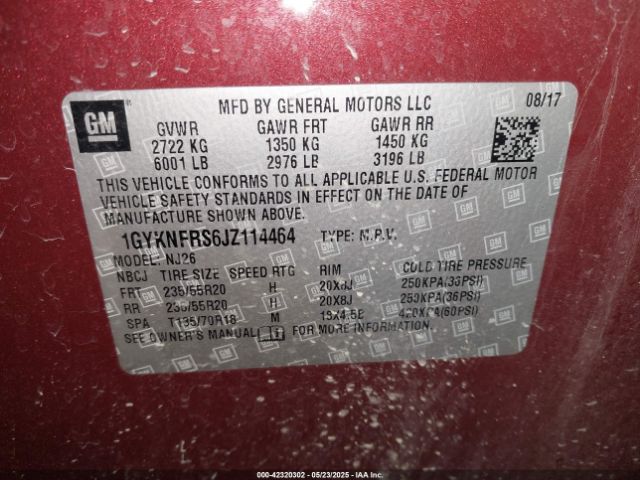 GM
MFD BY GENERAL MOTORS LLC 08/17
GVWR GAWR FRT GAWR RR
2722 KG 1350 KG 1450 KG
6001 LB 2976 LB 3196 LB
THIS VEHICLE CONFORMS TO ALL APPLICABLE U.S. FEDERAL MOTOR
VEHICLE SAFETY STANDARDS IN EFFECT ON THE DATE OF
MANUFACTURE SHOWN ABOVE.
1GYKNFRS6JZ114464 TYPE: M.P.V.
MODEL: NJ26
NBCJ TIRE SIZE SPEED RTG RIM COLD TIRE PRESSURE
FRT 235/55R20 H 20X8J 250KPA(36PSI)
RR 235/55R20 H 20X8J 250KPA(36PSI)
SPA T135/70R18 M 18X4.5B 420KPA(60PSI)
SEE OWNER'S MANUAL FOR MORE INFORMATION.
000-42320302 - 05/23/2025 - IAAI.com